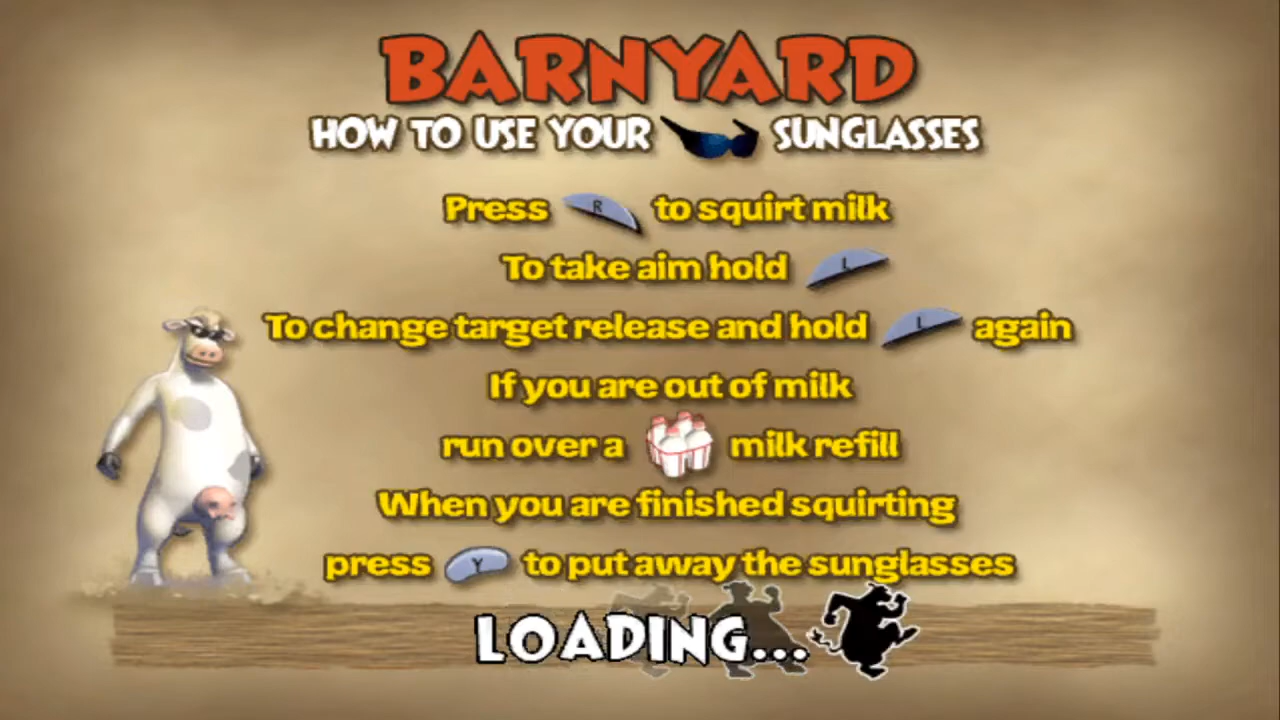 BARNYARD
HOW TO USE YOUR SUNGLASSES
Press R to squirt milk
To take aim hold L
To change target release and hold L again
If you are out of milk
run over a milk refill
When you are finished squirting
press Y to put away the sunglasses
LOADING...